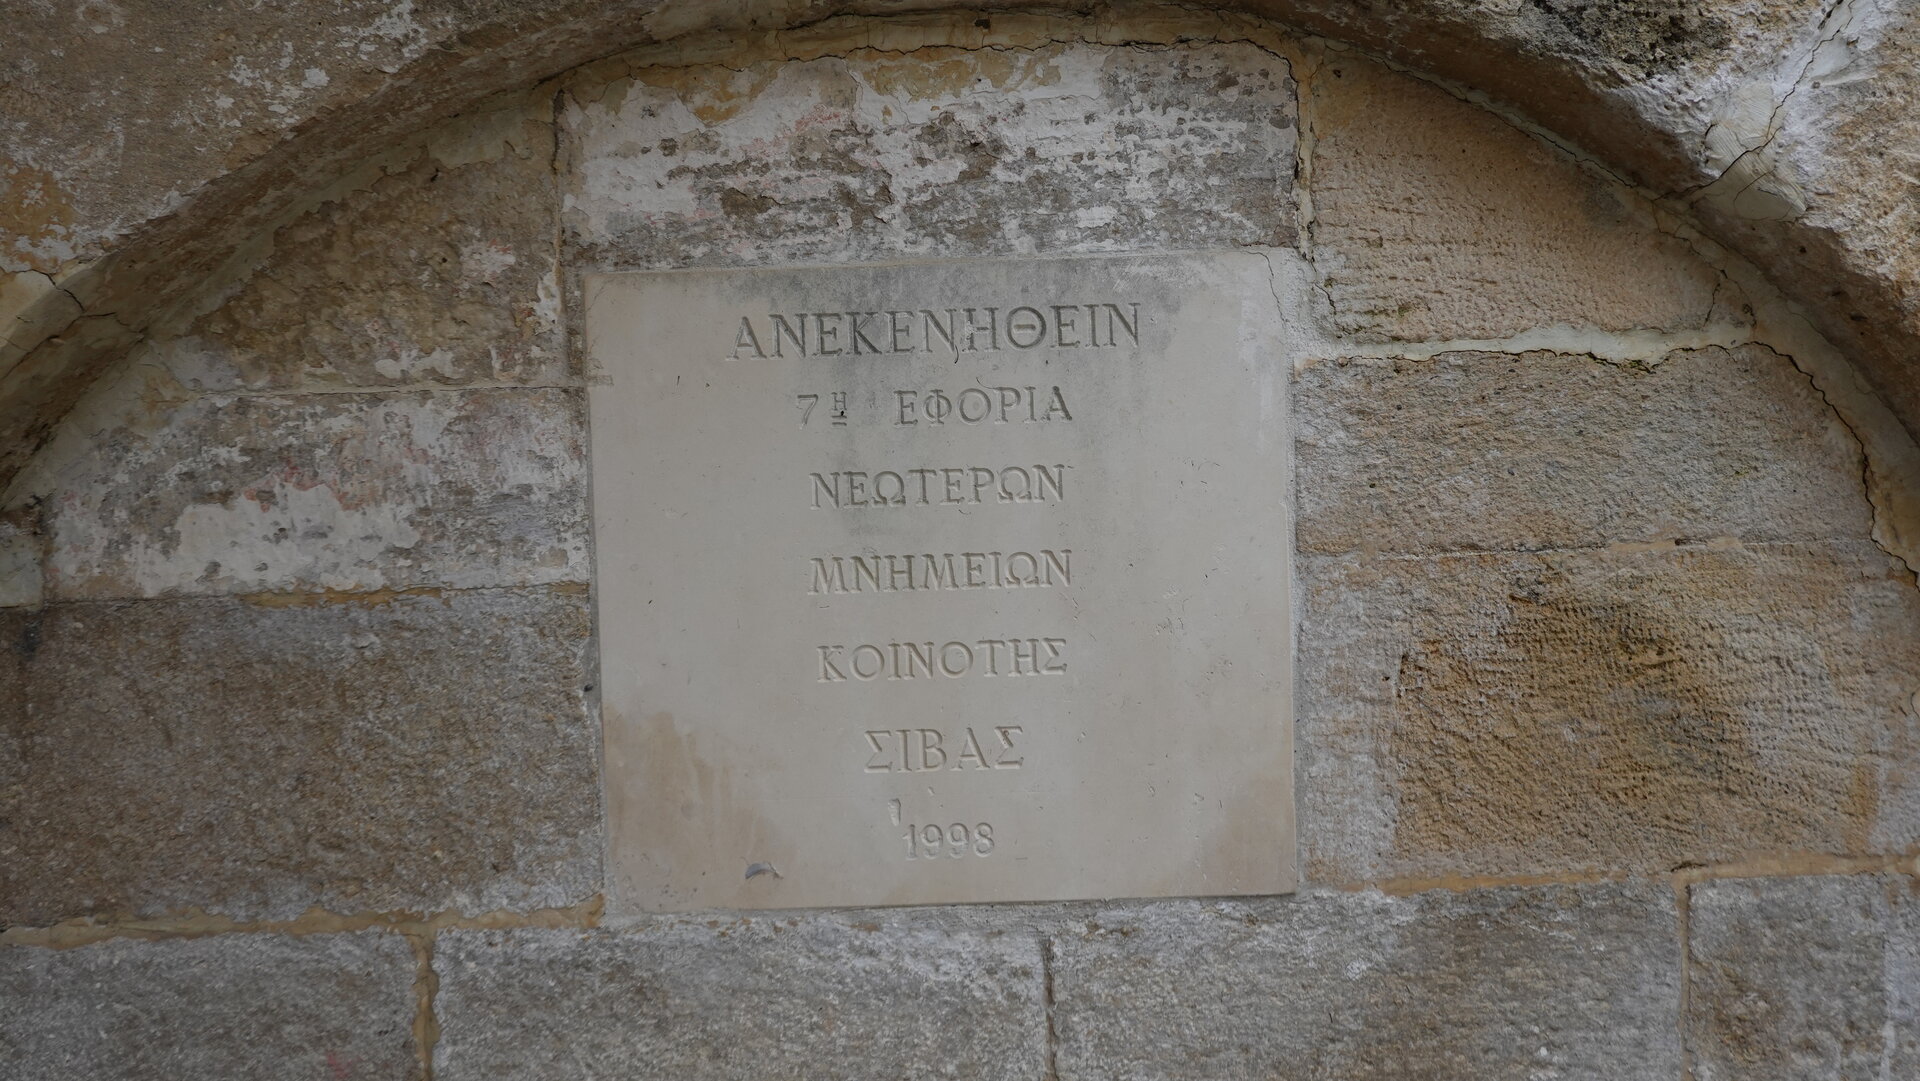 ΑΝΕΚΕΝΗΘΕΙΝ
7Η ΕΦΟΡΙΑ
ΝΕΩΤΕΡΩΝ
ΜΝΗΜΕΙΩΝ
ΚΟΙΝΟΤΗΣ
ΣΙΒΑΣ
1998